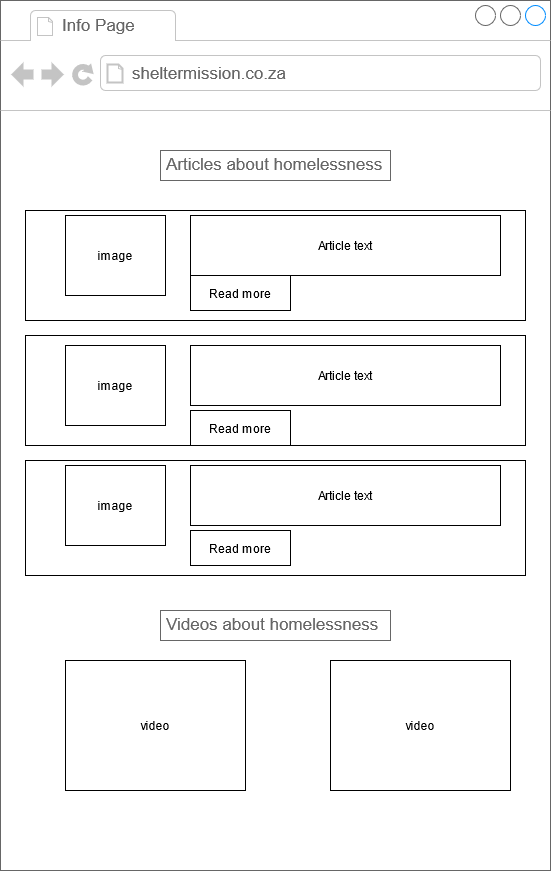 Info Page
sheltermission.co.za
Articles about homelessness
image
Article text
Read more
image
Article text
Read more
image
Article text
Read more
Videos about homelessness
video
video